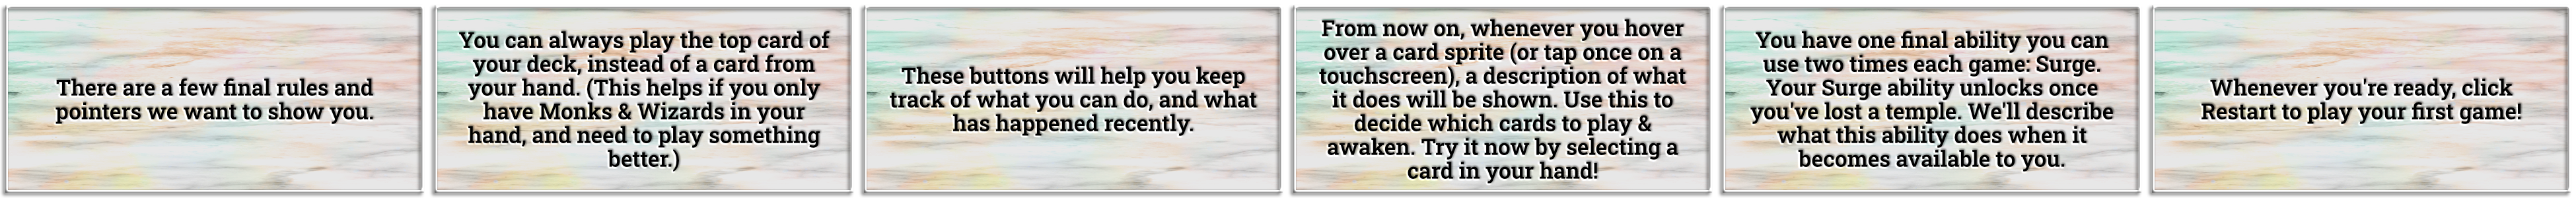 There are a few final rules and
pointers we want to show you.
You can always play the top card of
your deck, instead of a card from
your hand. (This helps if you only
have Monks & Wizards in your
hand, and need to play something
better.)
These buttons will help you keep
track of what you can do, and what
has happened recently.
From now on, whenever you hover
over a card sprite (or tap once on a
touchscreen), a description of what
it does will be shown. Use this to
decide which cards to play &
awaken. Try it now by selecting a
card in your hand!
You have one final ability you can
use two times each game: Surge.
Your Surge ability unlocks once
you've lost a temple. We'll describe
what this ability does when it
becomes available to you.
Whenever you're ready, click
Restart to play your first game!